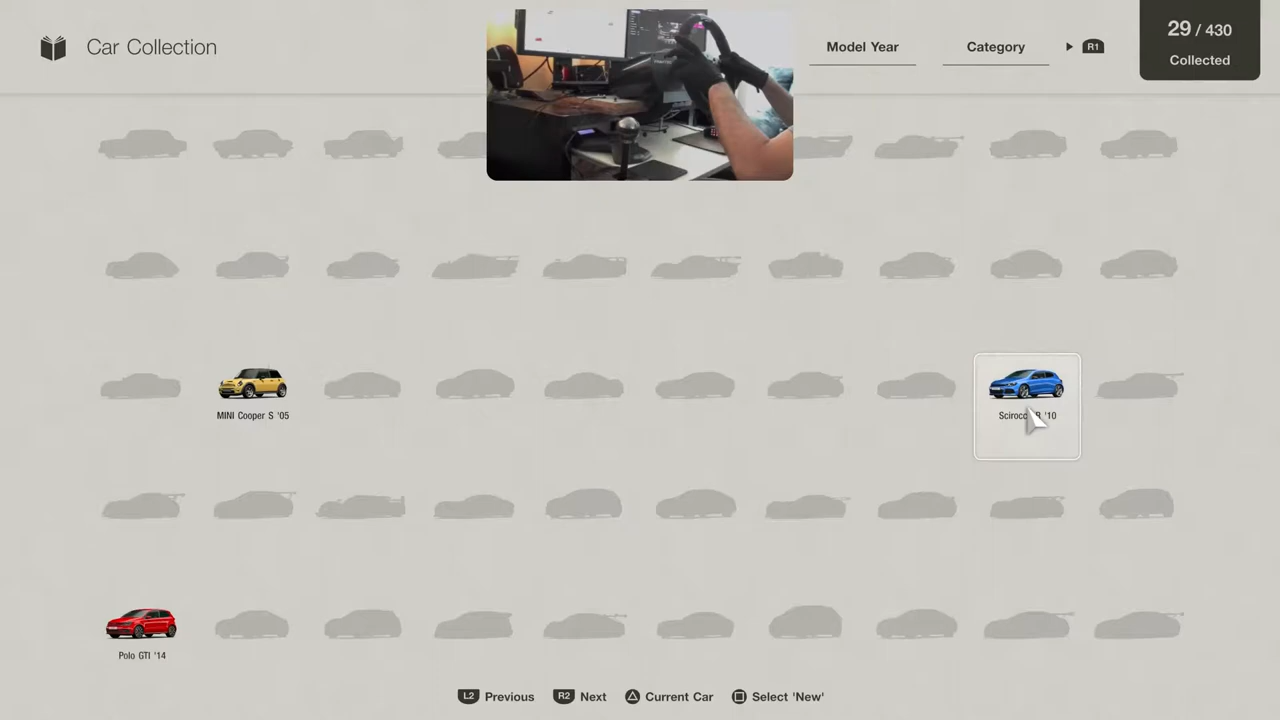 Car Collection
Model Year
Category
R1
29 / 430
Collected
MINI Cooper S '05
Scirocco R '10
Polo GTI '14
L2 Previous
R2 Next
Current Car
Select 'New'